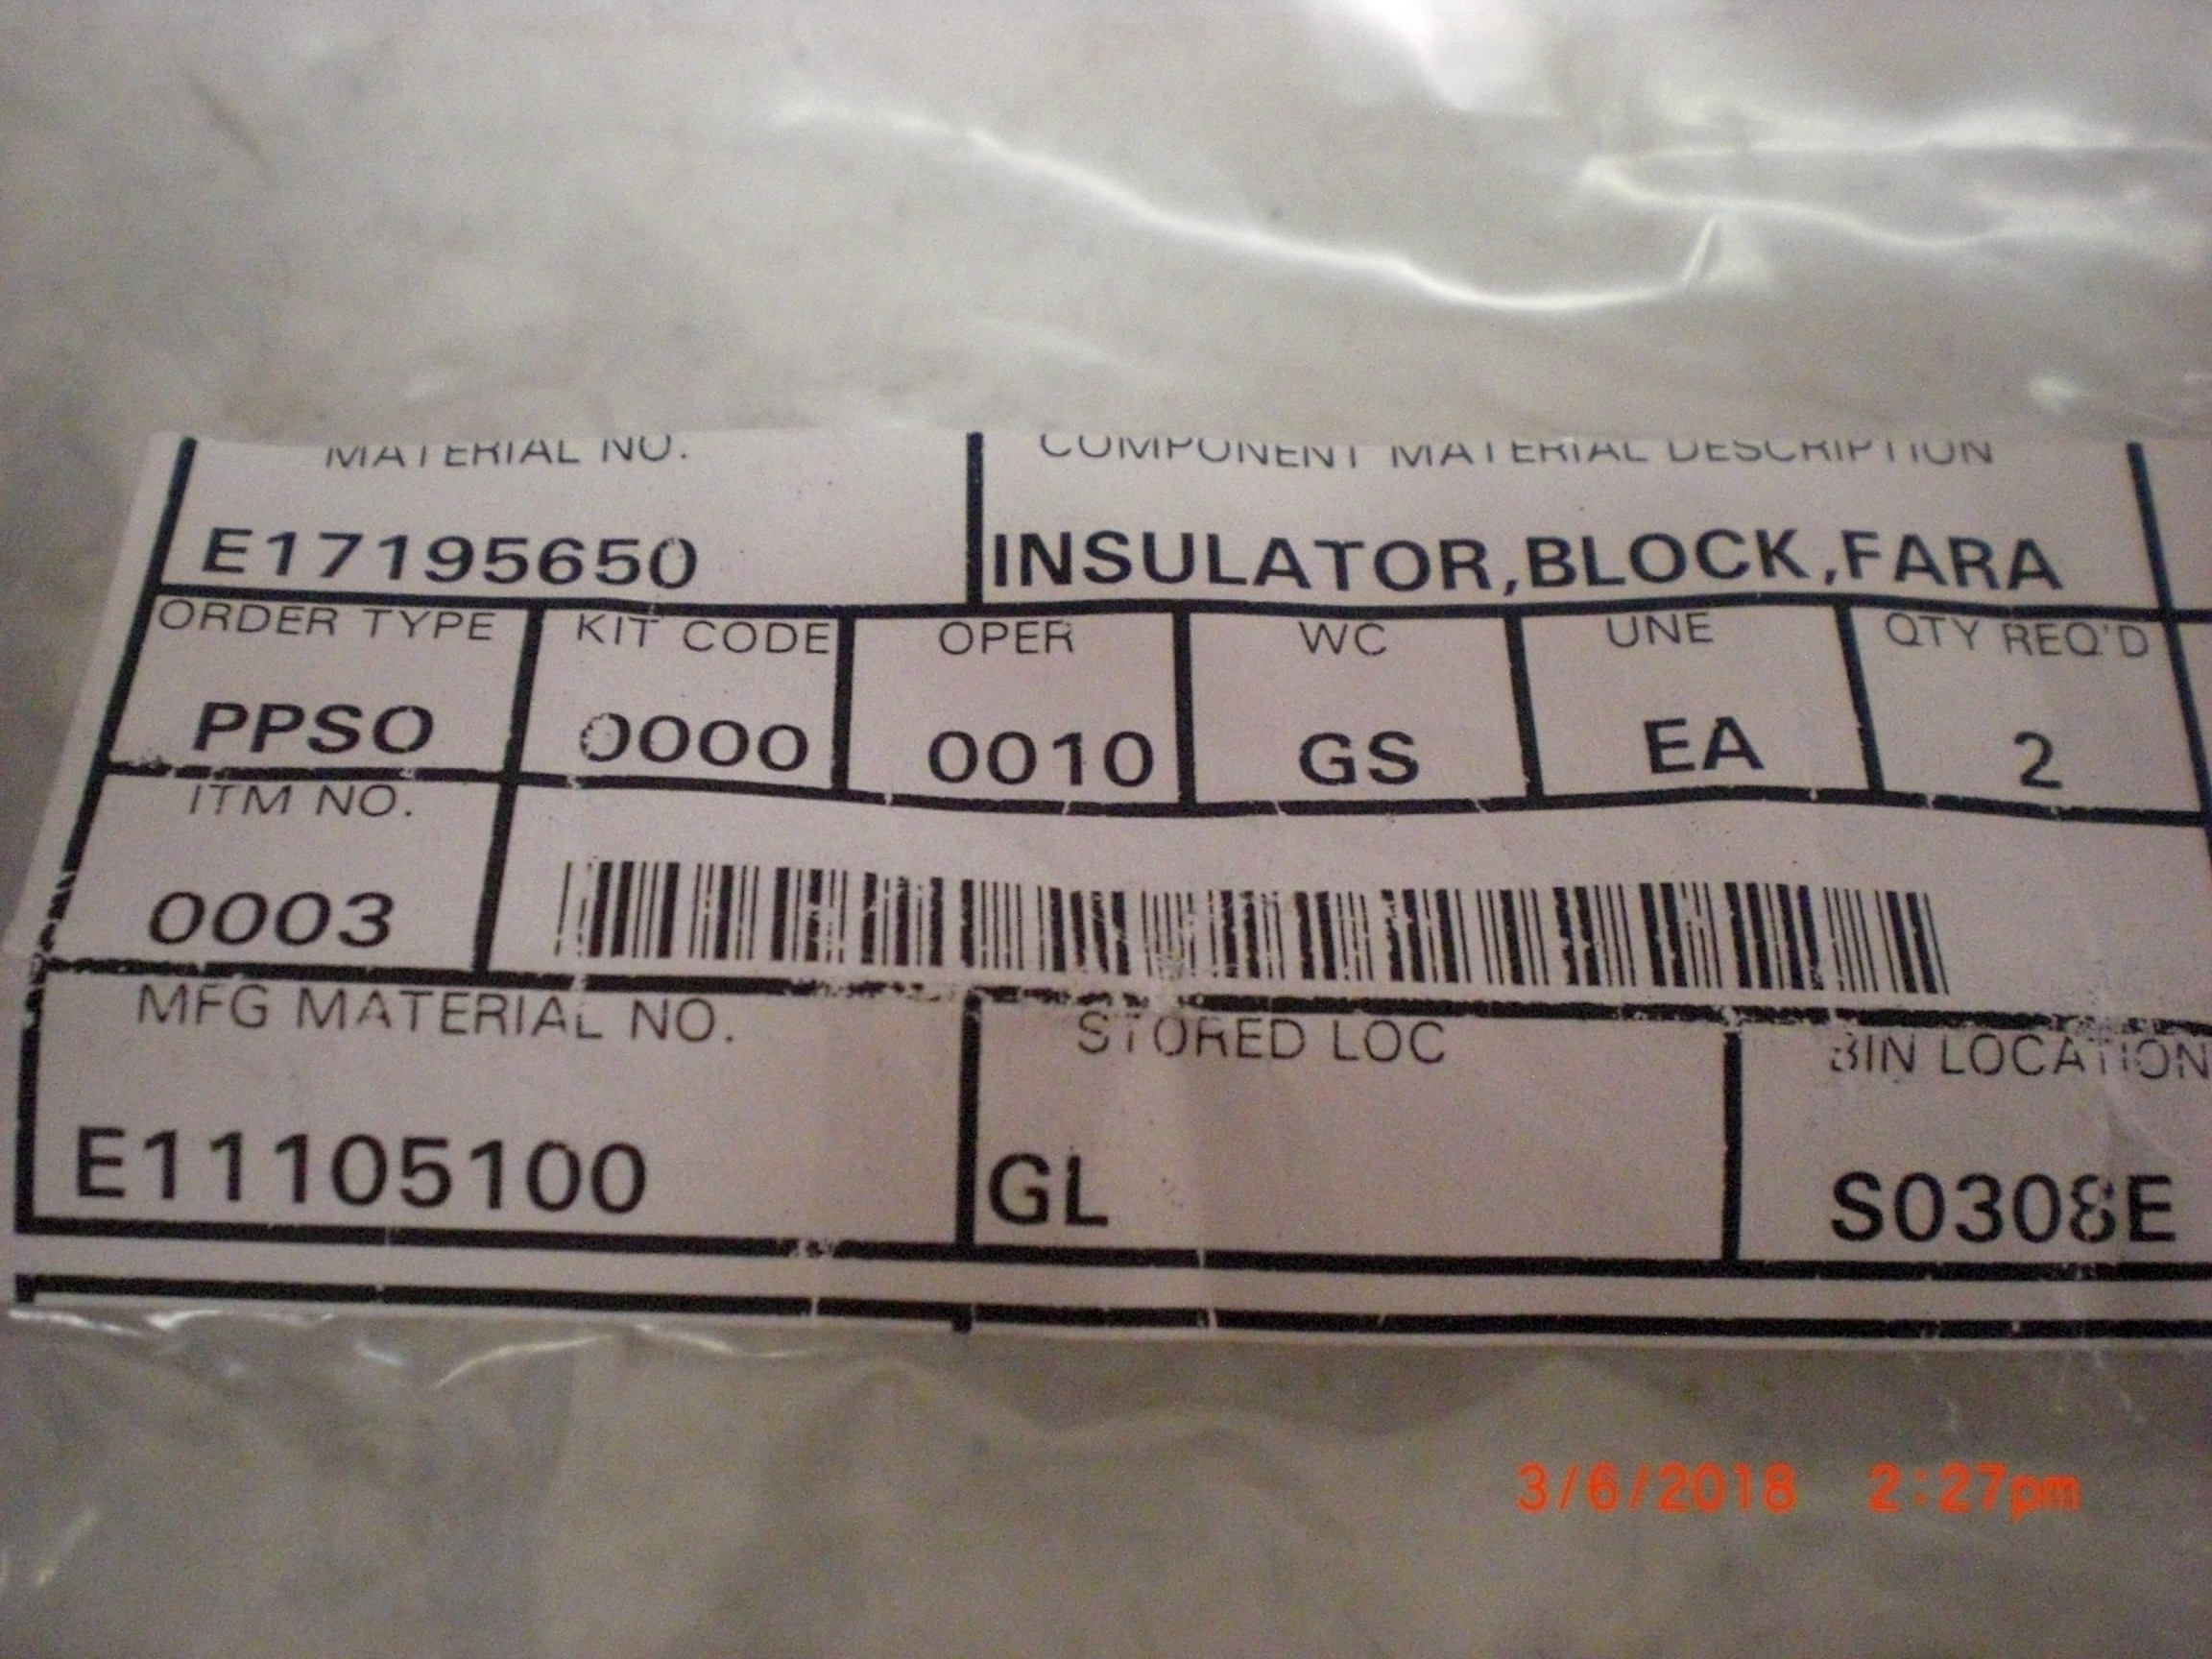 MATERIAL NO. COMPONENT MATERIAL DESCRIPTION
E17195650 INSULATOR,BLOCK,FARA
ORDER TYPE KIT CODE OPER WC UNE QTY REQ'D
PPSO 0000 0010 GS EA 2
ITM NO.
0003
MFG MATERIAL NO. STORED LOC BIN LOCATION
E11105100 GL S0308E
3/6/2018 2:27pm